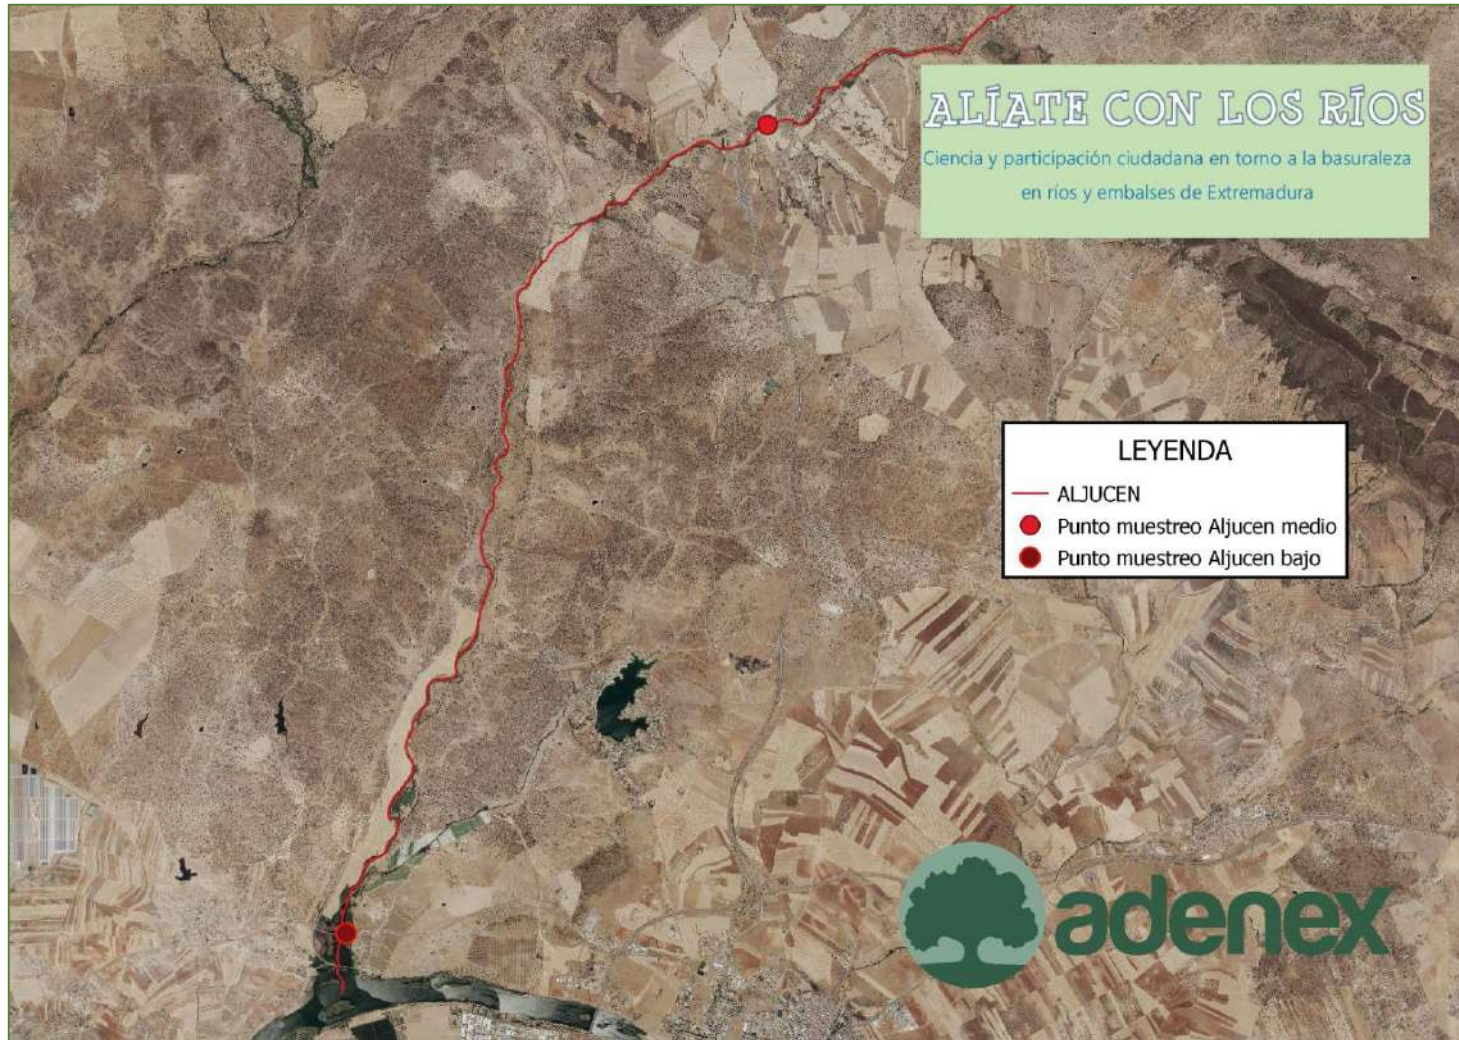 ALÍATE CON LOS RÍOS
Ciencia y participación ciudadana en torno a la basuraleza
en ríos y embalses de Extremadura
LEYENDA
ALJUCEN
Punto muestreo Aljucen medio
Punto muestreo Aljucen bajo
adenex